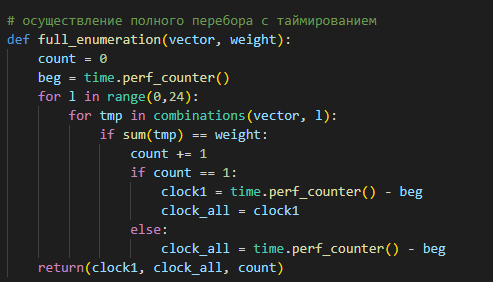 # осуществление полного перебора с таймированием
def full_enumeration(vector, weight):
    count = 0
    beg = time.perf_counter()
    for l in range(0,24):
        for tmp in combinations(vector, l):
            if sum(tmp) == weight:
                count += 1
                if count == 1:
                    clock1 = time.perf_counter() - beg
                    clock_all = clock1
                else:
                    clock_all = time.perf_counter() - beg
    return(clock1, clock_all, count)